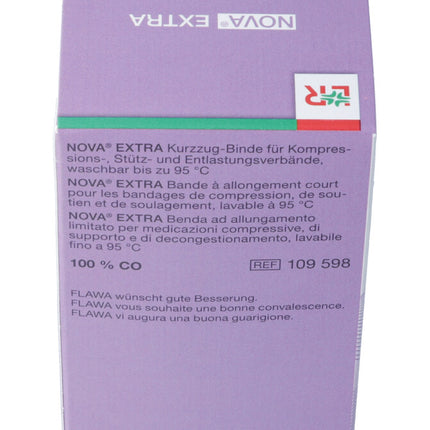 NOVA® EXTRA
L+R
NOVA® EXTRA Kurzzug-Binde für Kompres-
sions-, Stütz- und Entlastungsverbände,
waschbar bis zu 95 °C
NOVA® EXTRA Bande à allongement court
pour les bandages de compression, de sou-
tien et de soulagement, lavable à 95 °C
NOVA® EXTRA Benda ad allungamento
limitato per medicazioni compressive, di
supporto e di decongestionamento, lavabile
fino a 95 °C
100 % CO
REF 109 598
FLAWA wünscht gute Besserung.
FLAWA vous souhaite une bonne convalescence.
FLAWA vi augura una buona guarigione.